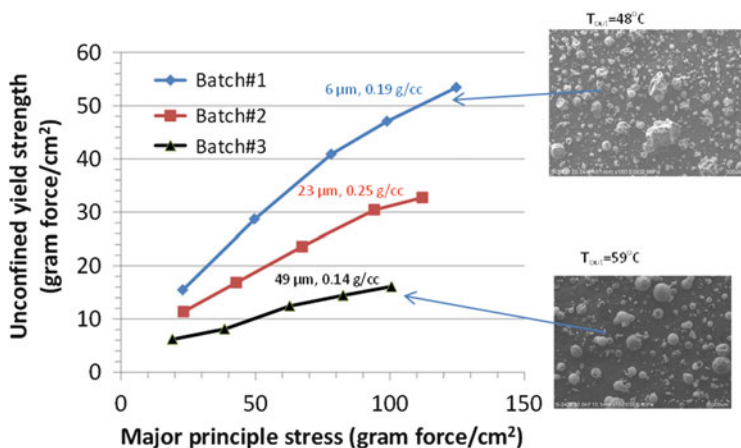 T_out=48°C
60
Unconfined yield strength
(gram force/cm²)
50
40
30
20
10
0
Batch#1
Batch#2
Batch#3
6 µm, 0.19 g/cc
23 µm, 0.25 g/cc
49 µm, 0.14 g/cc
T_out=59°C
0 50 100 150
Major principle stress (gram force/cm²)